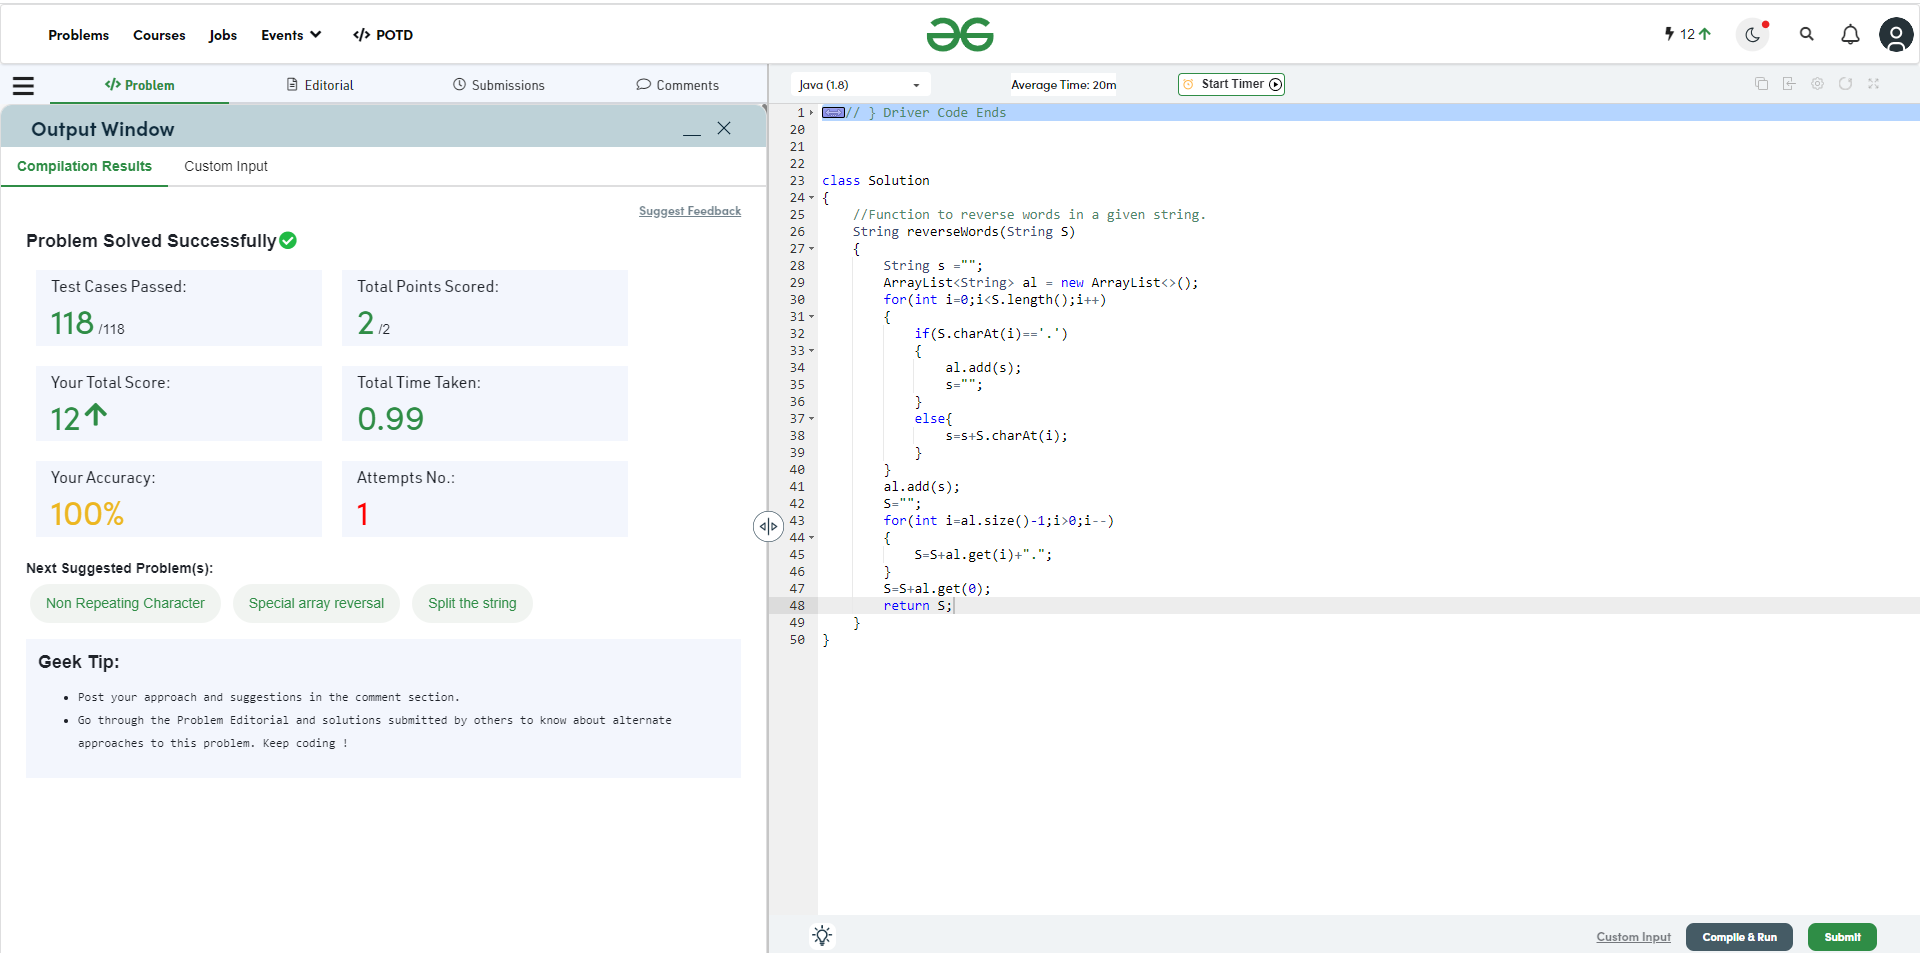 Problems Courses Jobs Events </> POTD
12
</> Problem Editorial Submissions Comments
Output Window
Compilation Results Custom Input
Suggest Feedback
Problem Solved Successfully
Test Cases Passed:
118 /118
Total Points Scored:
2 /2
Your Total Score:
12
Total Time Taken:
0.99
Your Accuracy:
100%
Attempts No.:
1
Next Suggested Problem(s):
Non Repeating Character Special array reversal Split the string
Geek Tip:
• Post your approach and suggestions in the comment section.
• Go through the Problem Editorial and solutions submitted by others to know about alternate
approaches to this problem. Keep coding !
Java (1.8) Average Time: 20m Start Timer
1 // } Driver Code Ends
20
21
22
23 class Solution
24 {
25     //Function to reverse words in a given string.
26     String reverseWords(String S)
27     {
28         String s ="";
29         ArrayList<String> al = new ArrayList<>();
30         for(int i=0;i<S.length();i++)
31         {
32             if(S.charAt(i)=='.')
33             {
34                 al.add(s);
35                 s="";
36             }
37             else{
38                 s=s+S.charAt(i);
39             }
40         }
41         al.add(s);
42         S="";
43         for(int i=al.size()-1;i>0;i--)
44         {
45             S=S+al.get(i)+".";
46         }
47         S=S+al.get(0);
48         return S;
49     }
50 }
Custom Input Compile & Run Submit